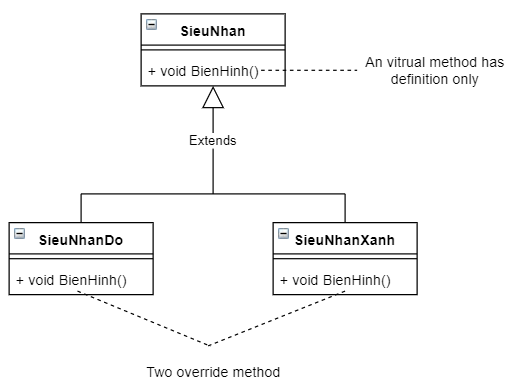 SieuNhan
+ void BienHinh()
An vitrual method has
definition only
Extends
SieuNhanDo
+ void BienHinh()
SieuNhanXanh
+ void BienHinh()
Two override method